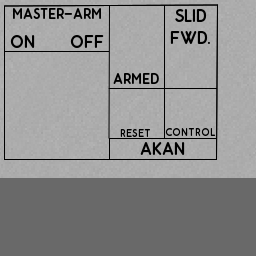 MASTER-ARM
ON OFF
SLID
FWD.
ARMED
RESET
CONTROL
AKAN